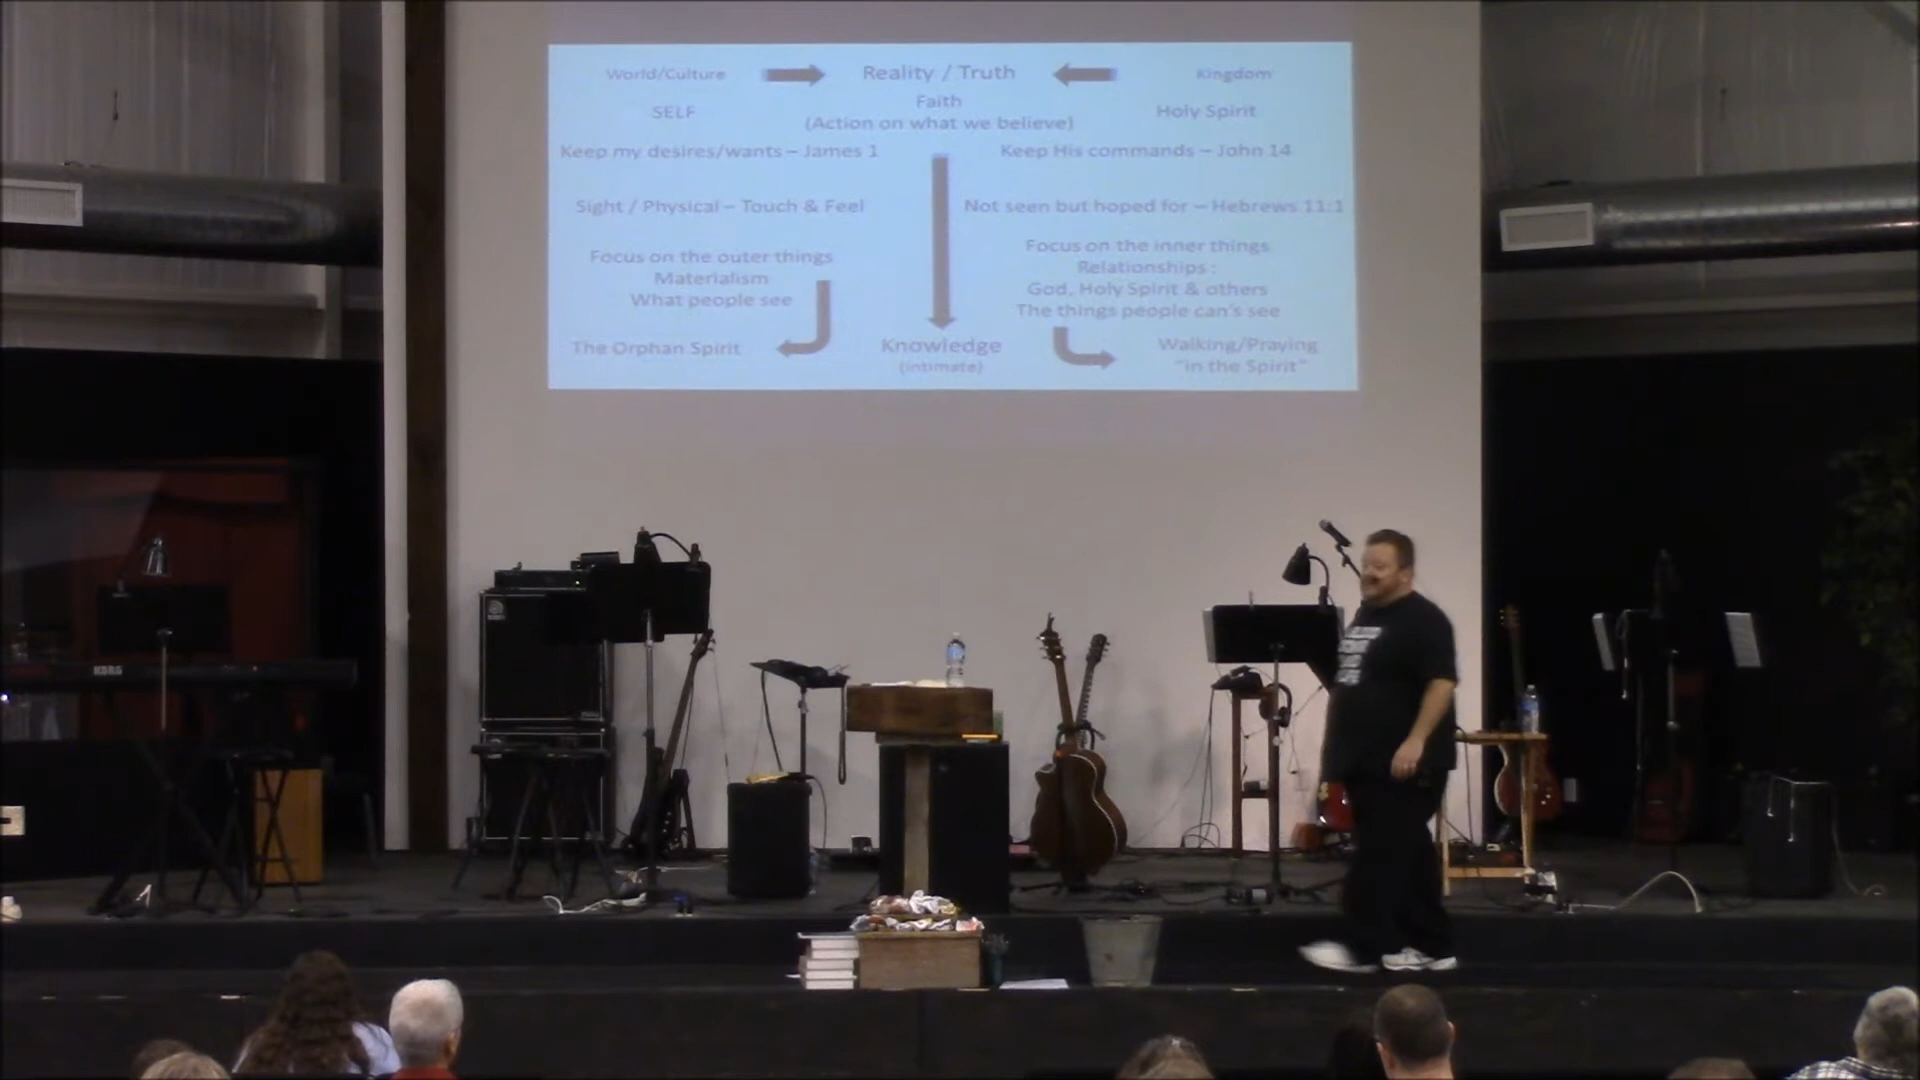 World/Culture
Reality / Truth
Kingdom
SELF
Faith
(Action on what we believe)
Holy Spirit
Keep my desires/wants – James 1
Keep His commands – John 14
Sight / Physical – Touch & Feel
Not seen but hoped for – Hebrews 11:1
Focus on the outer things
Materialism
What people see
Focus on the inner things
Relationships :
God, Holy Spirit & others
The things people can's see
The Orphan Spirit
Knowledge
(intimate)
Walking/Praying
"in the Spirit"
KORG